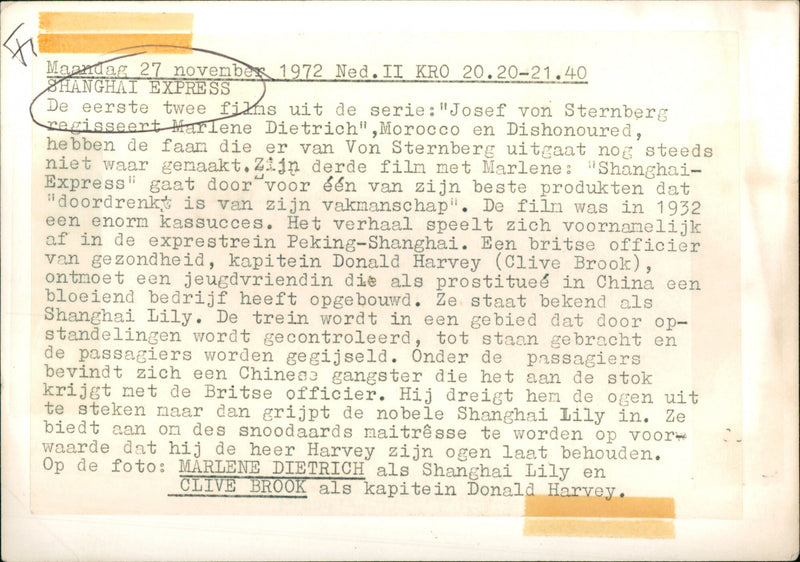 Maandag 27 november 1972 Ned.II KRO 20.20-21.40
SHANGHAI EXPRESS
De eerste twee films uit de serie:"Josef von Sternberg
regisseert Marlene Dietrich",Morocco en Dishonoured,
hebben de faam die er van Von Sternberg uitgaat nog steeds
niet waar gemaakt.Zijn derde film met Marlene: "Shanghai-
Express" gaat door voor één van zijn beste produkten dat
"doordrenkt is van zijn vakmanschap". De film was in 1932
een enorm kassucces. Het verhaal speelt zich voornamelijk
af in de exprestrein Peking-Shanghai. Een britse officier
van gezondheid, kapitein Donald Harvey (Clive Brook),
ontmoet een jeugdvriendin die als prostitueé in China een
bloeiend bedrijf heeft opgebouwd. Ze staat bekend als
Shanghai Lily. De trein wordt in een gebied dat door op-
standelingen wordt gecontroleerd, tot staan gebracht en
de passagiers worden gegijseld. Onder de passagiers
bevindt zich een Chinese gangster die het aan de stok
krijgt met de Britse officier. Hij dreigt hem de ogen uit
te steken maar dan grijpt de nobele Shanghai Lily in. Ze
biedt aan om des snoodaards maitrêsse te worden op voor-
waarde dat hij de heer Harvey zijn ogen laat behouden.
Op de foto: MARLENE DIETRICH als Shanghai Lily en
CLIVE BROOK als kapitein Donald Harvey.